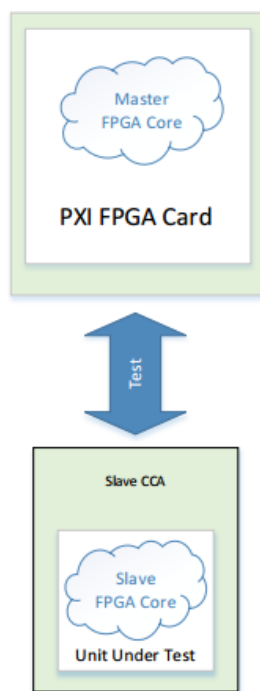 Master
FPGA Core
PXI FPGA Card
Test
Slave CCA
Slave
FPGA Core
Unit Under Test